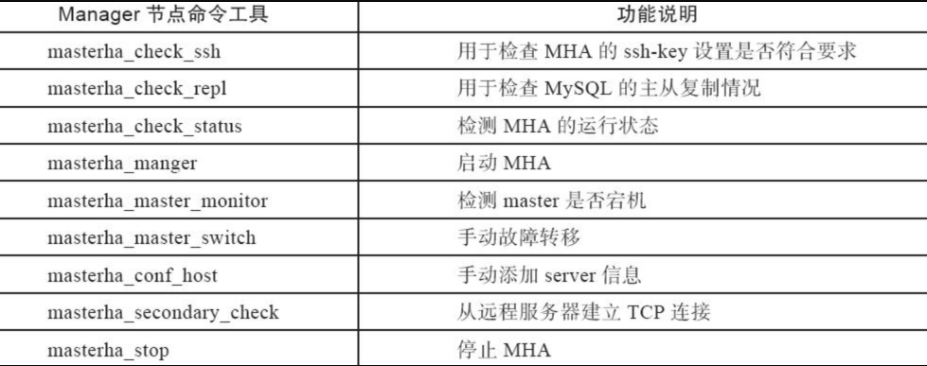 Manager 节点命令工具 功能说明
masterha_check_ssh 用于检查 MHA 的 ssh-key 设置是否符合要求
masterha_check_repl 用于检查 MySQL 的主从复制情况
masterha_check_status 检测 MHA 的运行状态
masterha_manger 启动 MHA
masterha_master_monitor 检测 master 是否宕机
masterha_master_switch 手动故障转移
masterha_conf_host 手动添加 server 信息
masterha_secondary_check 从远程服务器建立 TCP 连接
masterha_stop 停止 MHA